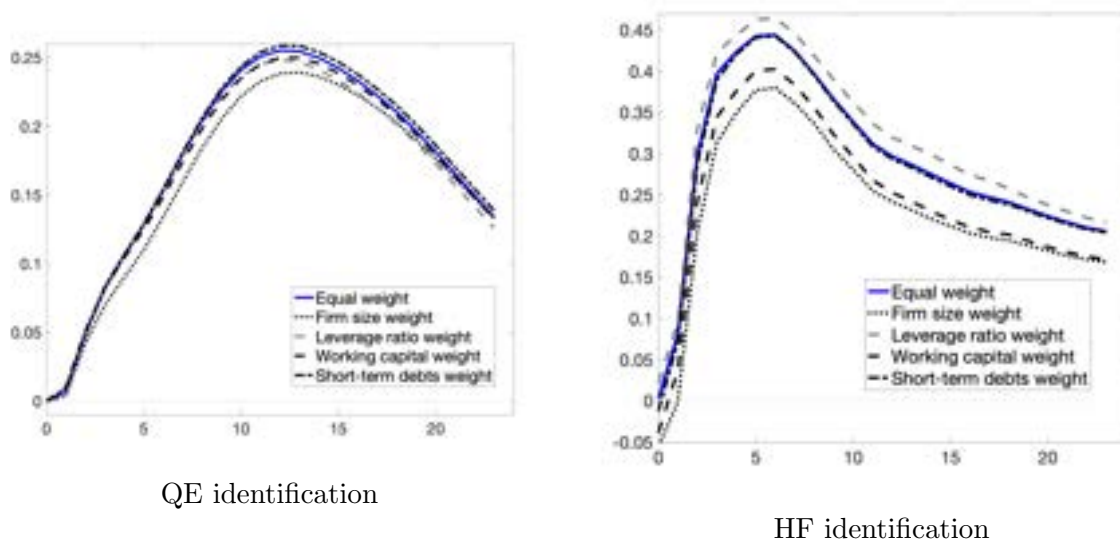 0.25
0.2
0.15
0.1
0.05
0
0
5
10
15
20
Equal weight
Firm size weight
Leverage ratio weight
Working capital weight
Short-term debts weight
QE identification
0.45
0.4
0.35
0.3
0.25
0.2
0.15
0.1
0.05
0
-0.05
0
5
10
15
20
Equal weight
Firm size weight
Leverage ratio weight
Working capital weight
Short-term debts weight
HF identification